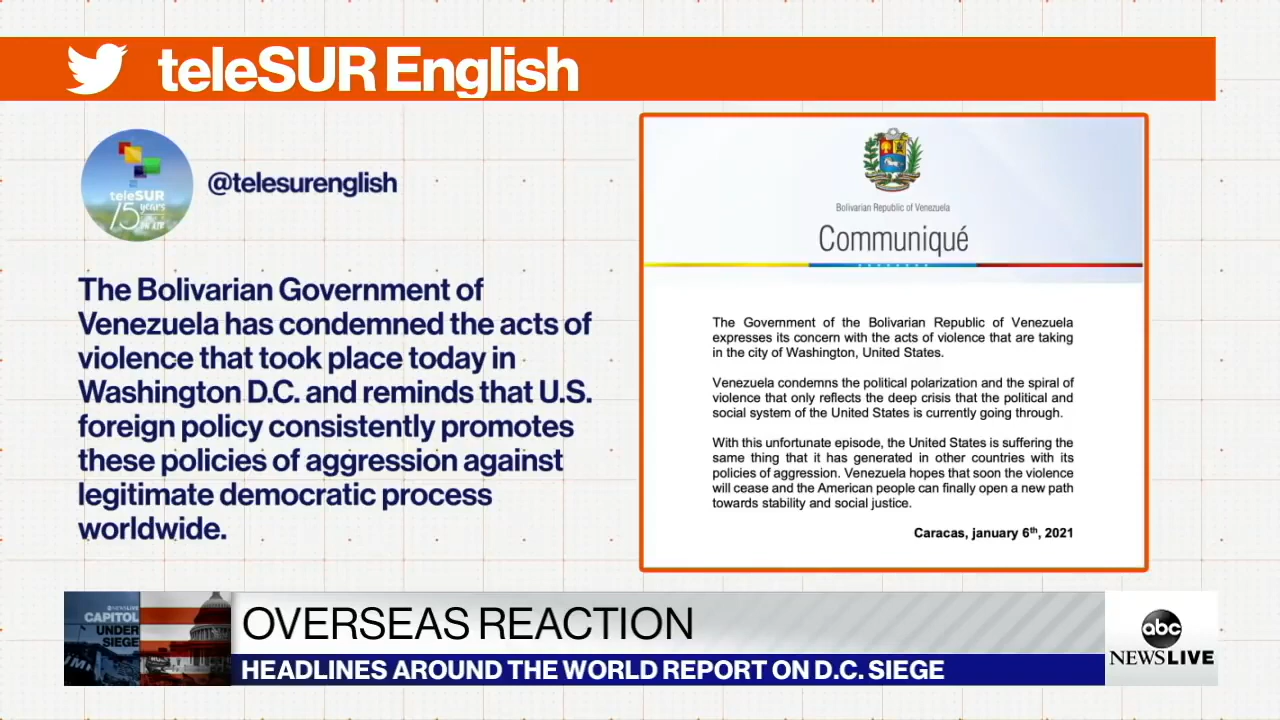 teleSUR English
teleSUR
15 years
@telesurenglish
The Bolivarian Government of
Venezuela has condemned the acts of
violence that took place today in
Washington D.C. and reminds that U.S.
foreign policy consistently promotes
these policies of aggression against
legitimate democratic process
worldwide.
Bolivarian Republic of Venezuela
Communiqué
The Government of the Bolivarian Republic of Venezuela
expresses its concern with the acts of violence that are taking
in the city of Washington, United States.
Venezuela condemns the political polarization and the spiral of
violence that only reflects the deep crisis that the political and
social system of the United States is currently going through.
With this unfortunate episode, the United States is suffering the
same thing that it has generated in other countries with its
policies of aggression. Venezuela hopes that soon the violence
will cease and the American people can finally open a new path
towards stability and social justice.
Caracas, january 6th, 2021
NEWSLIVE
CAPITOL
UNDER
SIEGE
OVERSEAS REACTION
HEADLINES AROUND THE WORLD REPORT ON D.C. SIEGE
abc
NEWSLIVE